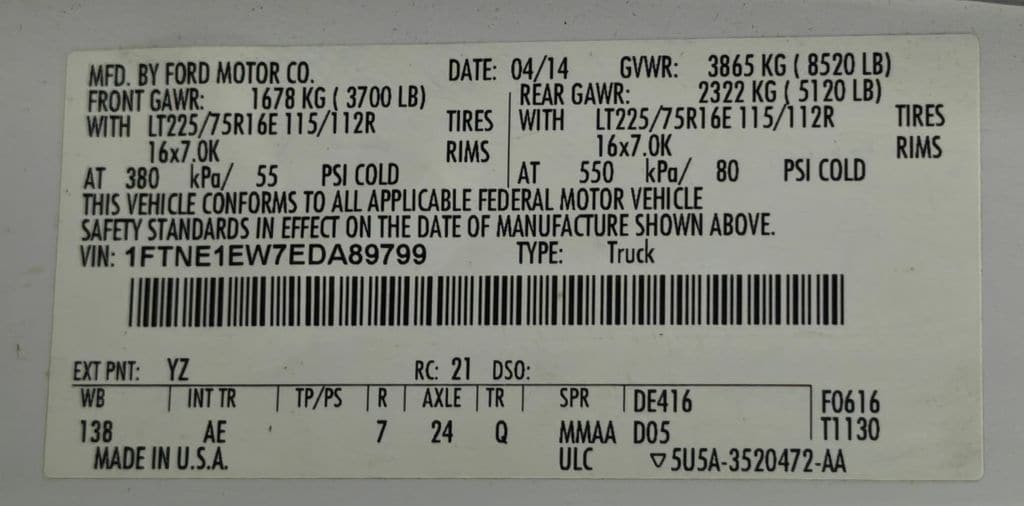 MFD. BY FORD MOTOR CO. DATE: 04/14 GVWR: 3865 KG ( 8520 LB)
FRONT GAWR: 1678 KG ( 3700 LB) REAR GAWR: 2322 KG ( 5120 LB)
WITH LT225/75R16E 115/112R TIRES WITH LT225/75R16E 115/112R TIRES
16x7.0K RIMS 16x7.0K RIMS
AT 380 kPa/ 55 PSI COLD AT 550 kPa/ 80 PSI COLD
THIS VEHICLE CONFORMS TO ALL APPLICABLE FEDERAL MOTOR VEHICLE
SAFETY STANDARDS IN EFFECT ON THE DATE OF MANUFACTURE SHOWN ABOVE.
VIN: 1FTNE1EW7EDA89799 TYPE: Truck
EXT PNT: YZ RC: 21 DSO:
WB INT TR TP/PS R AXLE TR SPR DE416 F0616
138 AE 7 24 Q MMAA D05 T1130
MADE IN U.S.A. ULC ▽5U5A-3520472-AA